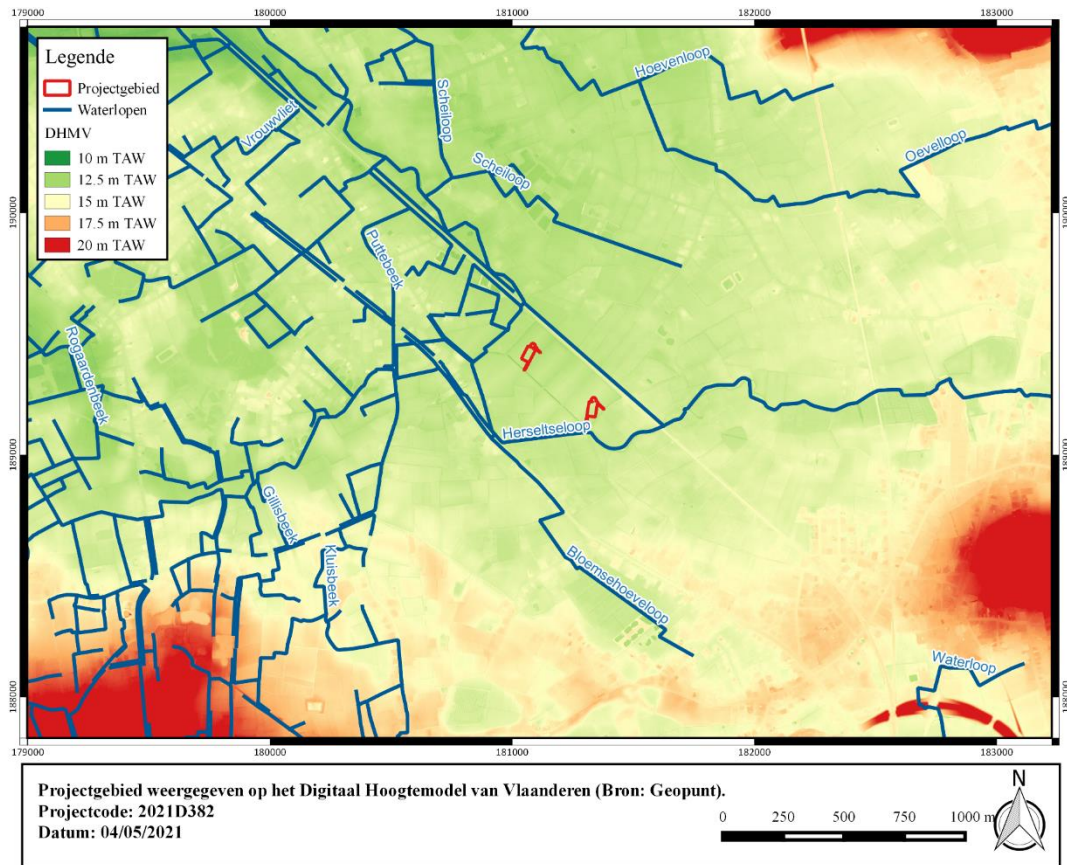 179000 180000 181000 182000 183000
Legende
Projectgebied
Waterlopen
DHMV
10 m TAW
12.5 m TAW
15 m TAW
17.5 m TAW
20 m TAW
Vrouwvliet
Scheiloop
Scheiloop
Hoevenloop
Oevelloop
190000
190000
Puttebeek
Rogaardenbeek
Herseltseloop
189000
189000
Gillisbeek
Kluisbeek
Bloemsehoeveloop
Waterloop
188000
188000
179000 180000 181000 182000 183000
Projectgebied weergegeven op het Digitaal Hoogtemodel van Vlaanderen (Bron: Geopunt).
Projectcode: 2021D382
Datum: 04/05/2021
0 250 500 750 1000 m
N